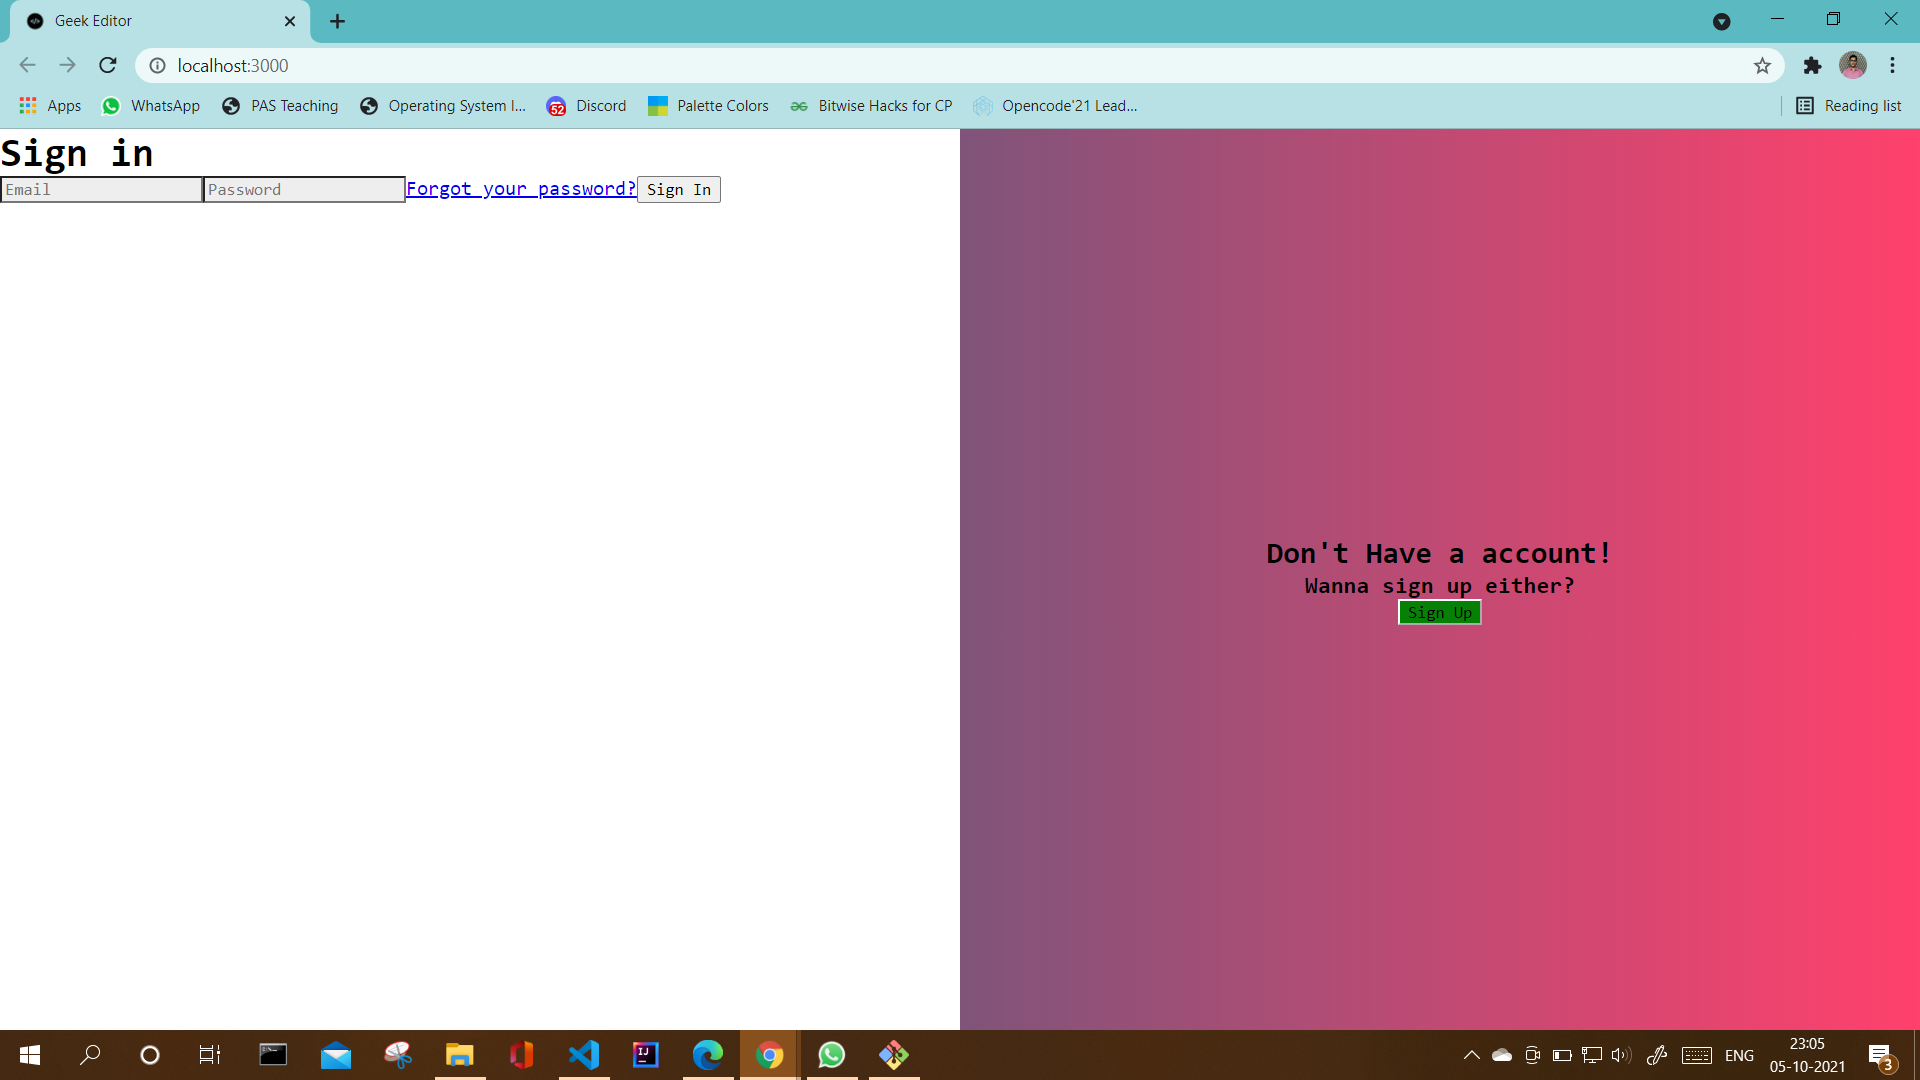 Geek Editor
localhost:3000
Apps WhatsApp PAS Teaching Operating System I... Discord Palette Colors Bitwise Hacks for CP Opencode'21 Lead... Reading list
52
Sign in
Email Password Forgot your password? Sign In
Don't Have a account!
Wanna sign up either?
Sign Up
IJ
ENG
23:05
05-10-2021
3